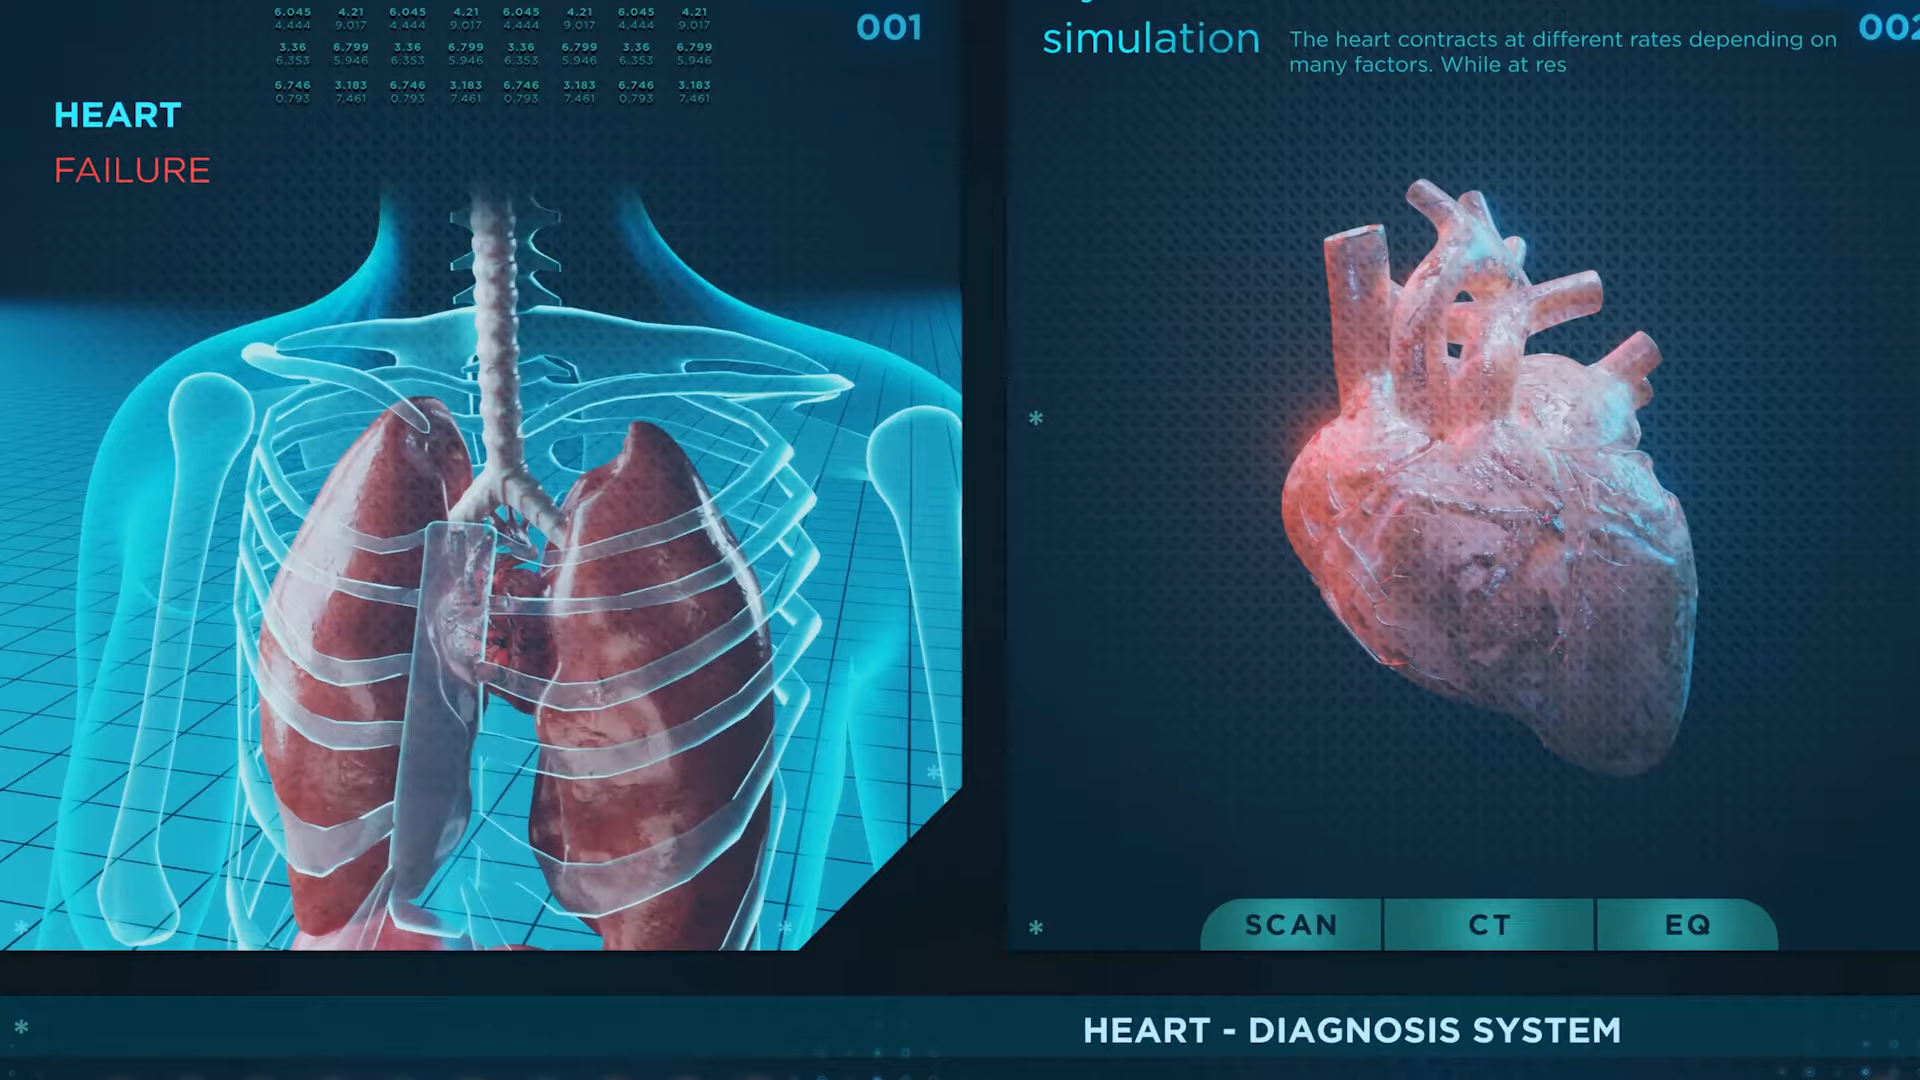 6.045 4.21 6.045 4.21 6.045 4.21 6.045 4.21
4.444 9.017 4.444 9.017 4.444 9.017 4.444 9.017
3.36 6.799 3.36 6.799 3.36 6.799 3.36 6.799
6.353 5.946 6.353 5.946 6.353 5.946 6.353 5.946
6.746 3.183 6.746 3.183 6.746 3.183 6.746 3.183
0.793 7.461 0.793 7.461 0.793 7.461 0.793 7.461
001
HEART
FAILURE
simulation
The heart contracts at different rates depending on
many factors. While at res
002
SCAN
CT
EQ
HEART - DIAGNOSIS SYSTEM